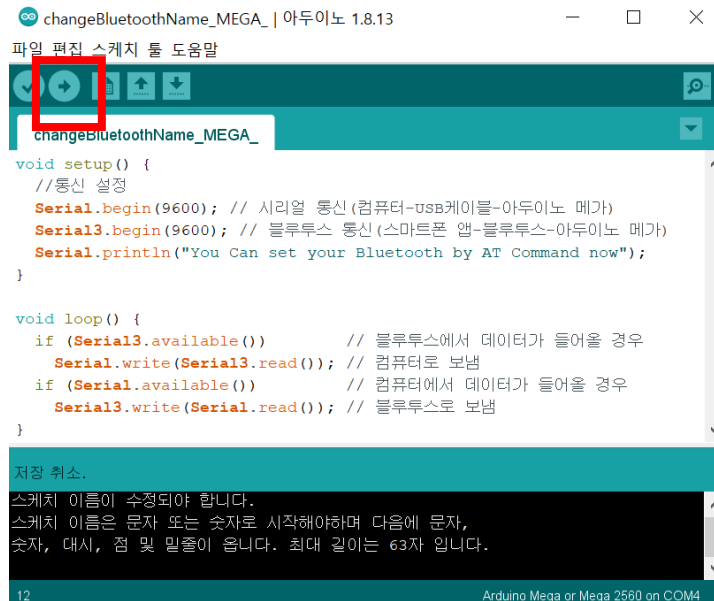 changeBluetoothName_MEGA_ | 아두이노 1.8.13
파일 편집 스케치 툴 도움말
changeBluetoothName_MEGA_
void setup() {
  //통신 설정
  Serial.begin(9600); // 시리얼 통신(컴퓨터-USB케이블-아두이노 메가)
  Serial3.begin(9600); // 블루투스 통신(스마트폰 앱-블루투스-아두이노 메가)
  Serial.println("You Can set your Bluetooth by AT Command now");
}
void loop() {
  if (Serial3.available())        // 블루투스에서 데이터가 들어올 경우
    Serial.write(Serial3.read()); // 컴퓨터로 보냄
  if (Serial.available())         // 컴퓨터에서 데이터가 들어올 경우
    Serial3.write(Serial.read()); // 블루투스로 보냄
}
저장 취소.
스케치 이름이 수정되야 합니다.
스케치 이름은 문자 또는 숫자로 시작해야하며 다음에 문자,
숫자, 대시, 점 및 밑줄이 옵니다. 최대 길이는 63자 입니다.
12 Arduino Mega or Mega 2560 on COM4